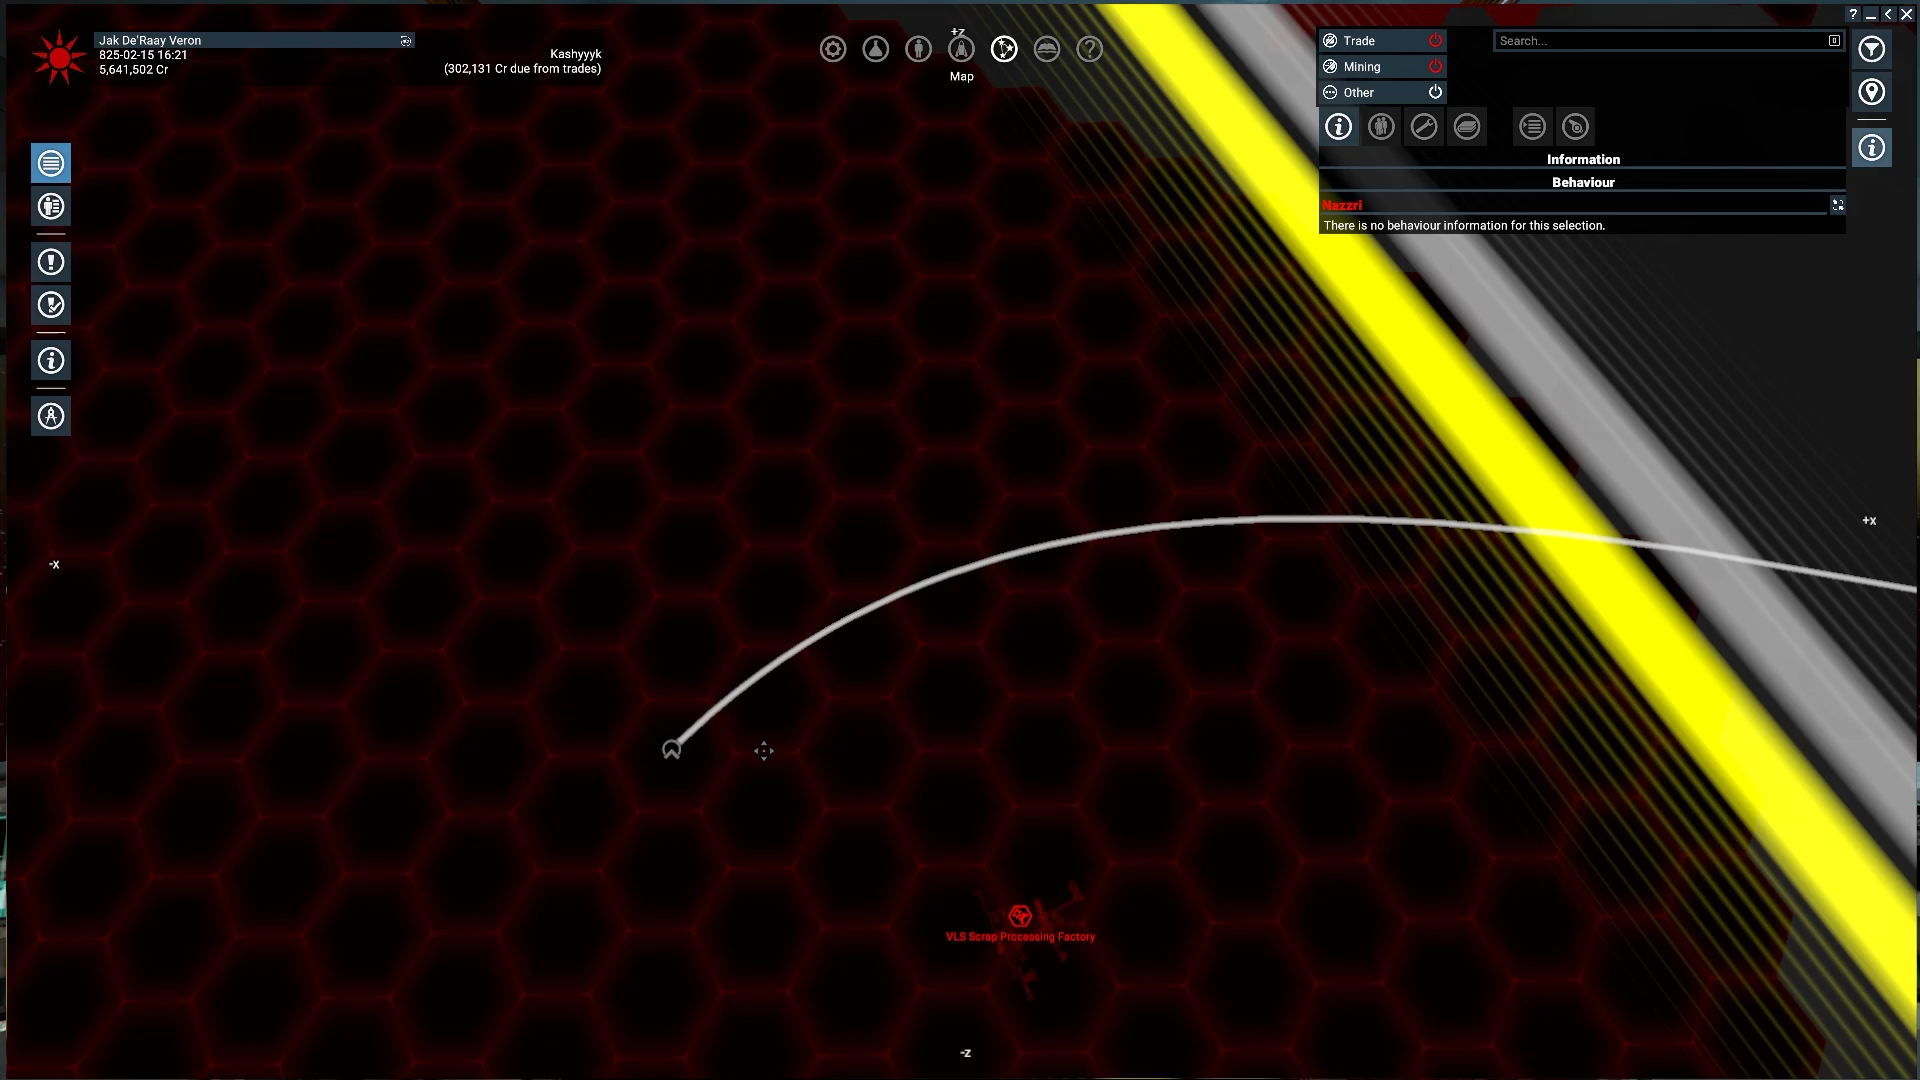 Jak De'Raay Veron
825-02-15 16:21
5,641,502 Cr
Kashyyyk
(302,131 Cr due from trades)
+z
Map
Trade
Mining
Other
Search...
Information
Behaviour
Nazzri
There is no behaviour information for this selection.
-x
+x
VLS Scrap Processing Factory
-z